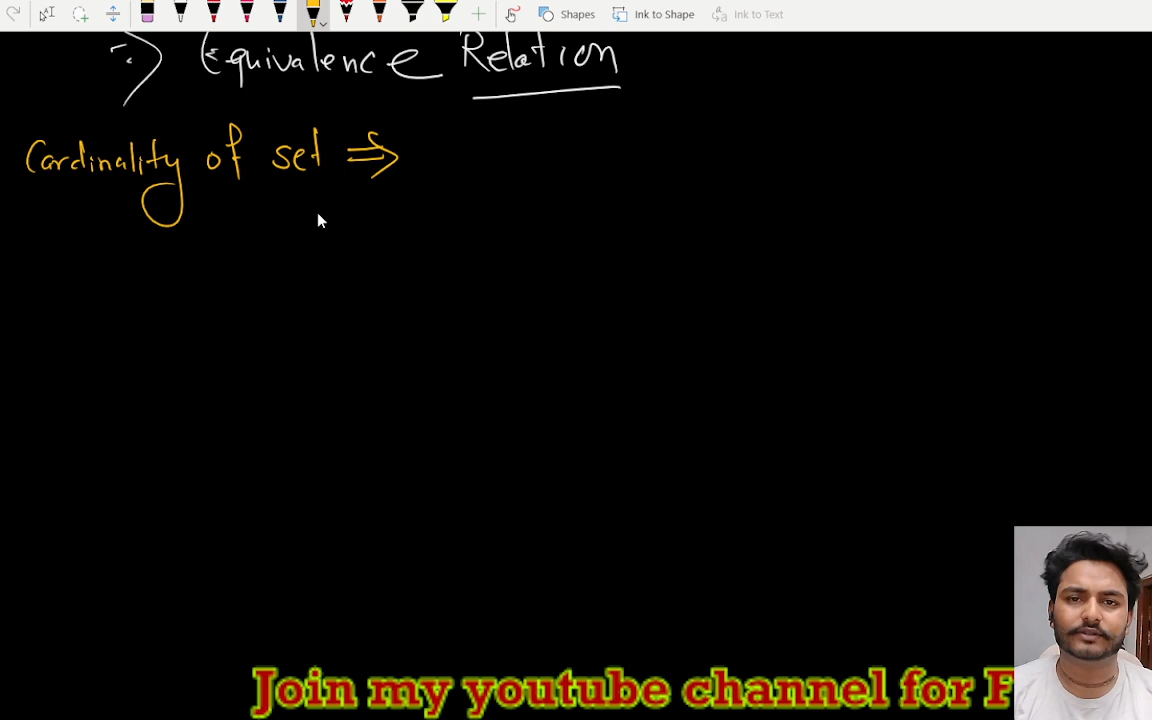 Shapes Ink to Shape Ink to Text
∴⇒ Equivalence Relation
Cardinality of set ⇒
Join my youtube channel for F